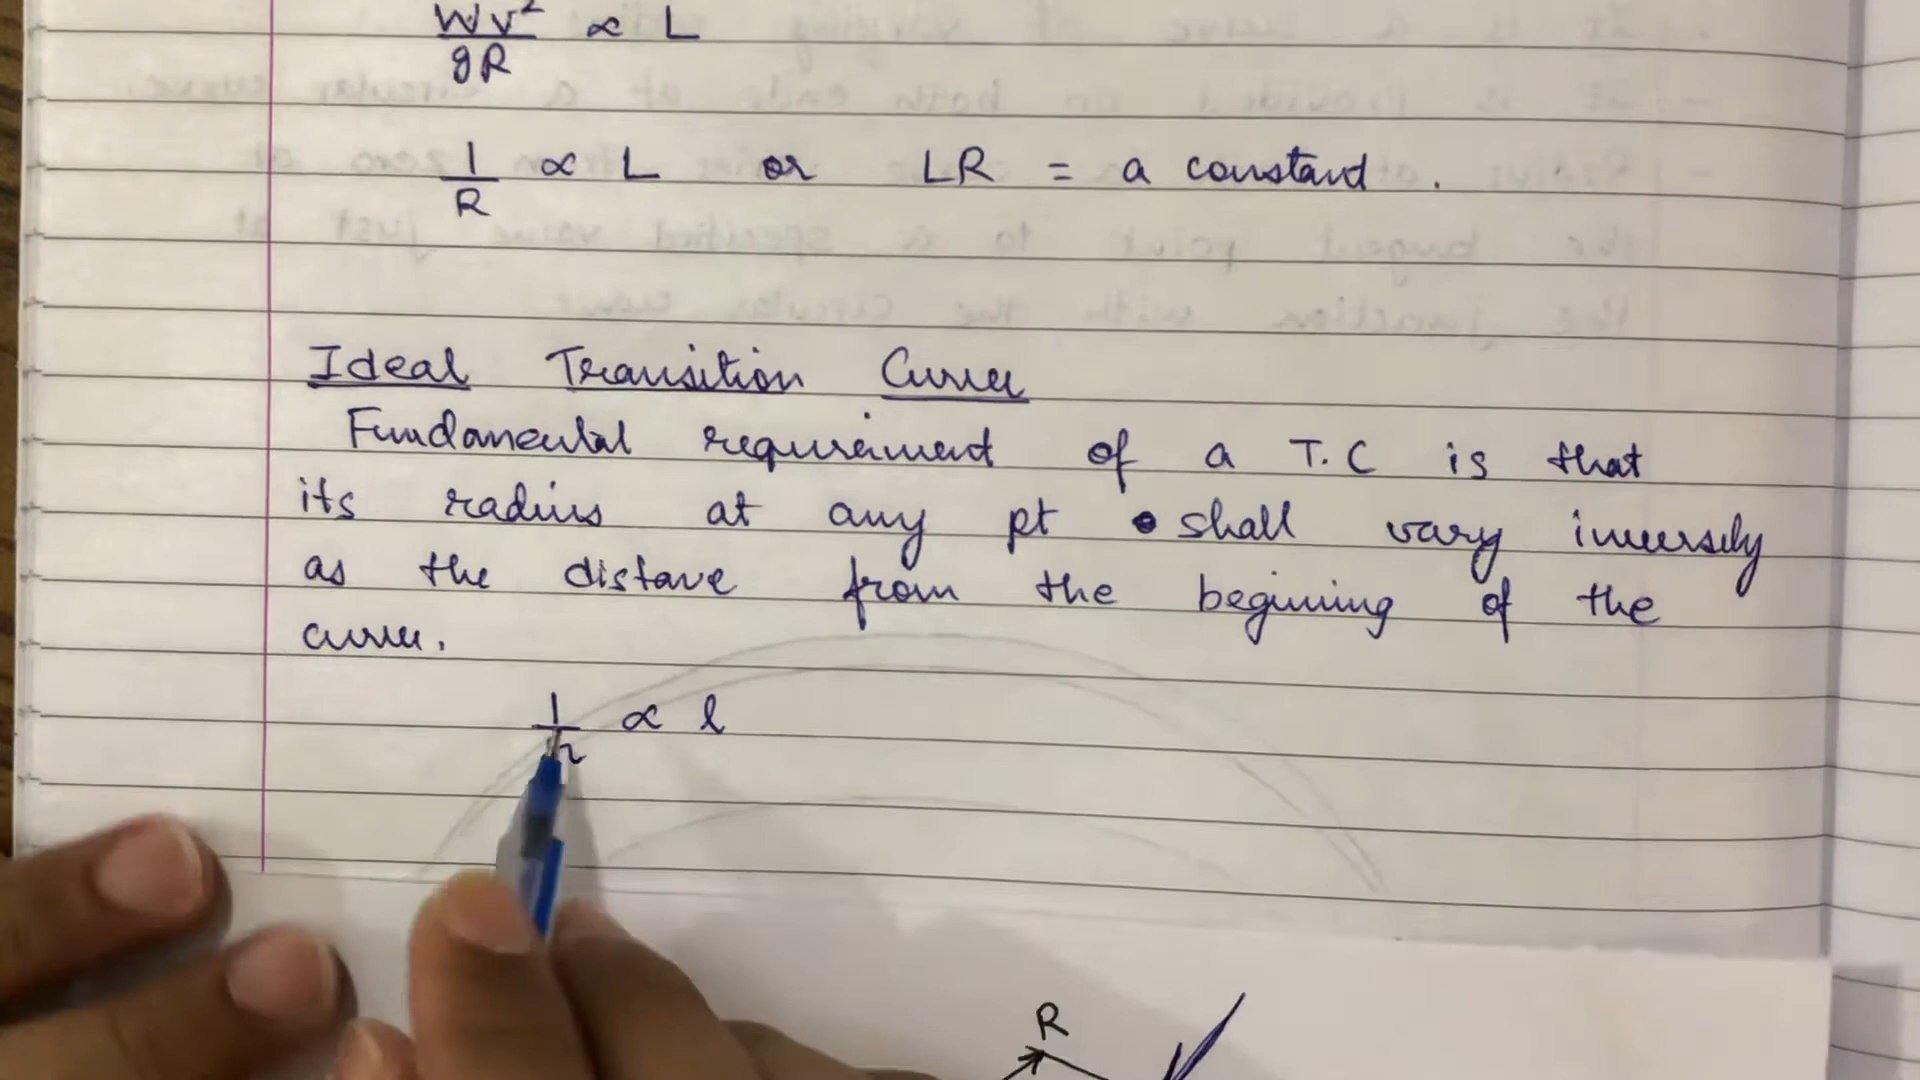 Wv²/gR ∝ L
1/R ∝ L or LR = a constant.
Ideal Transition Curve
Fundamental requirement of a T.C is that
its radius at any pt shall vary inversely
as the distance from the begining of the
curve.
1/r ∝ l
R